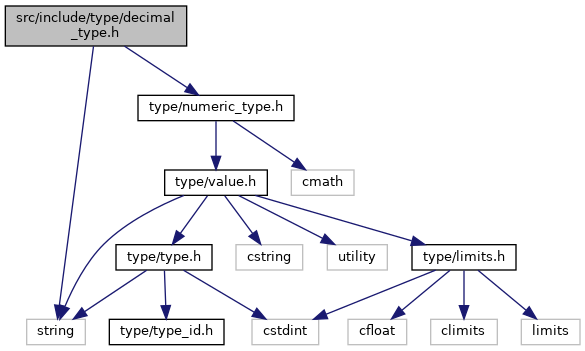 src/include/type/decimal
_type.h
type/numeric_type.h
type/value.h
cmath
type/type.h
cstring
utility
type/limits.h
string
type/type_id.h
cstdint
cfloat
climits
limits